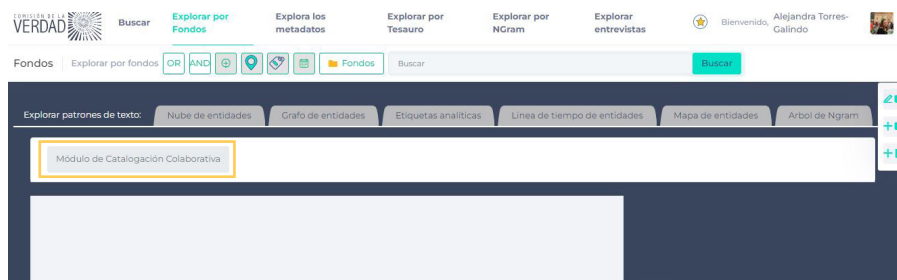 COMISIÓN DE LA
VERDAD
Buscar
Explorar por
Fondos
Explora los
metadatos
Explorar por
Tesauro
Explorar por
NGram
Explorar
entrevistas
Bienvenido,
Alejandra Torres-
Galindo
Fondos
Explorar por fondos
OR
AND
Fondos
Buscar
Buscar
Explorar patrones de texto:
Nube de entidades
Grafo de entidades
Etiquetas analíticas
Linea de tiempo de entidades
Mapa de entidades
Arbol de Ngram
Módulo de Catalogación Colaborativa